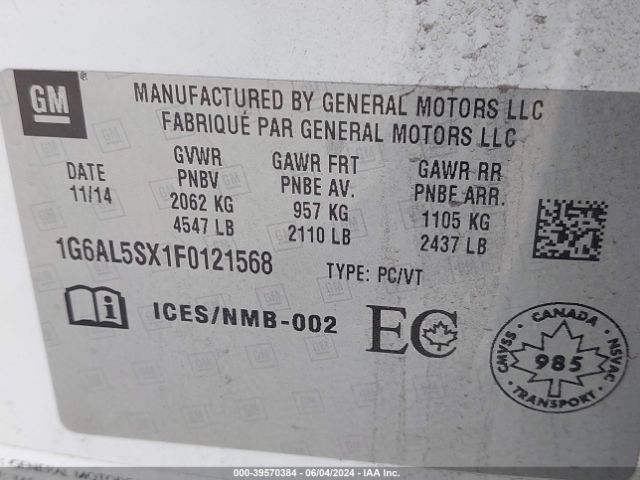 GM
MANUFACTURED BY GENERAL MOTORS LLC
FABRIQUÉ PAR GENERAL MOTORS LLC
DATE
11/14
GVWR
PNBV
2062 KG
4547 LB
GAWR FRT
PNBE AV.
957 KG
2110 LB
GAWR RR
PNBE ARR.
1105 KG
2437 LB
1G6AL5SX1F0121568
TYPE: PC/VT
ICES/NMB-002
EC
CANADA
CMVSS
985
NSVAC
TRANSPORT
GENERAL MOTORS
000-39570384 - 06/04/2024 - IAA Inc.